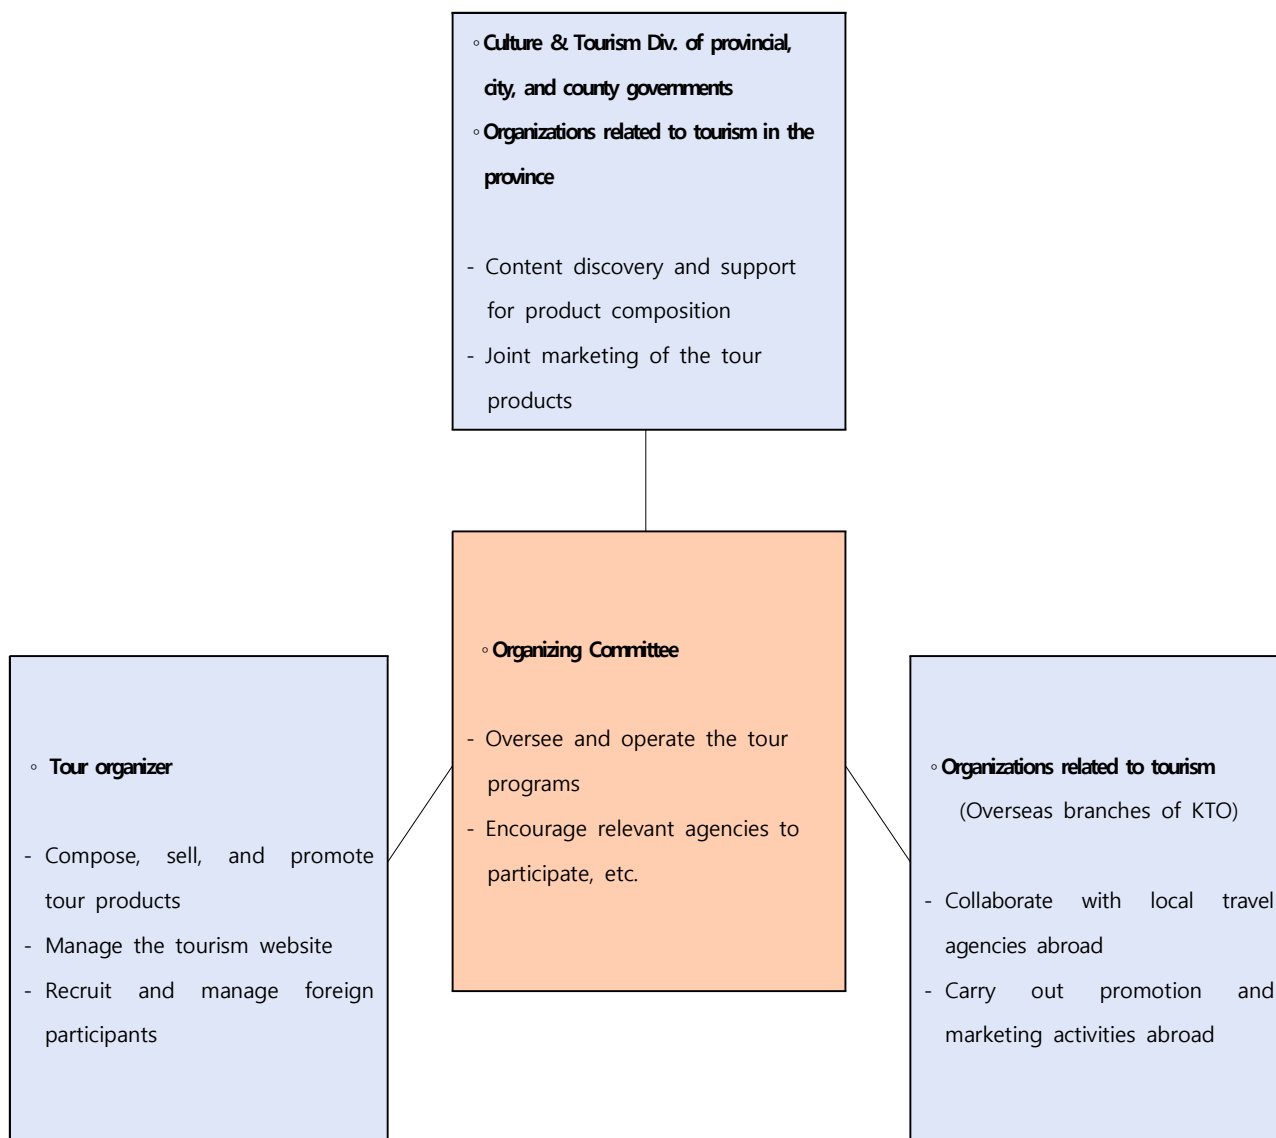 ◦ Culture & Tourism Div. of provincial,
city, and county governments
◦ Organizations related to tourism in the
province
- Content discovery and support
for product composition
- Joint marketing of the tour
products
◦ Organizing Committee
- Oversee and operate the tour
programs
- Encourage relevant agencies to
participate, etc.
◦ Tour organizer
- Compose, sell, and promote
tour products
- Manage the tourism website
- Recruit and manage foreign
participants
◦ Organizations related to tourism
(Overseas branches of KTO)
- Collaborate with local travel
agencies abroad
- Carry out promotion and
marketing activities abroad